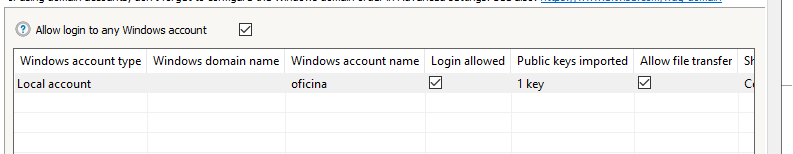 Allow login to any Windows account
Windows account type Windows domain name Windows account name Login allowed Public keys imported Allow file transfer Sh
Local account oficina 1 key